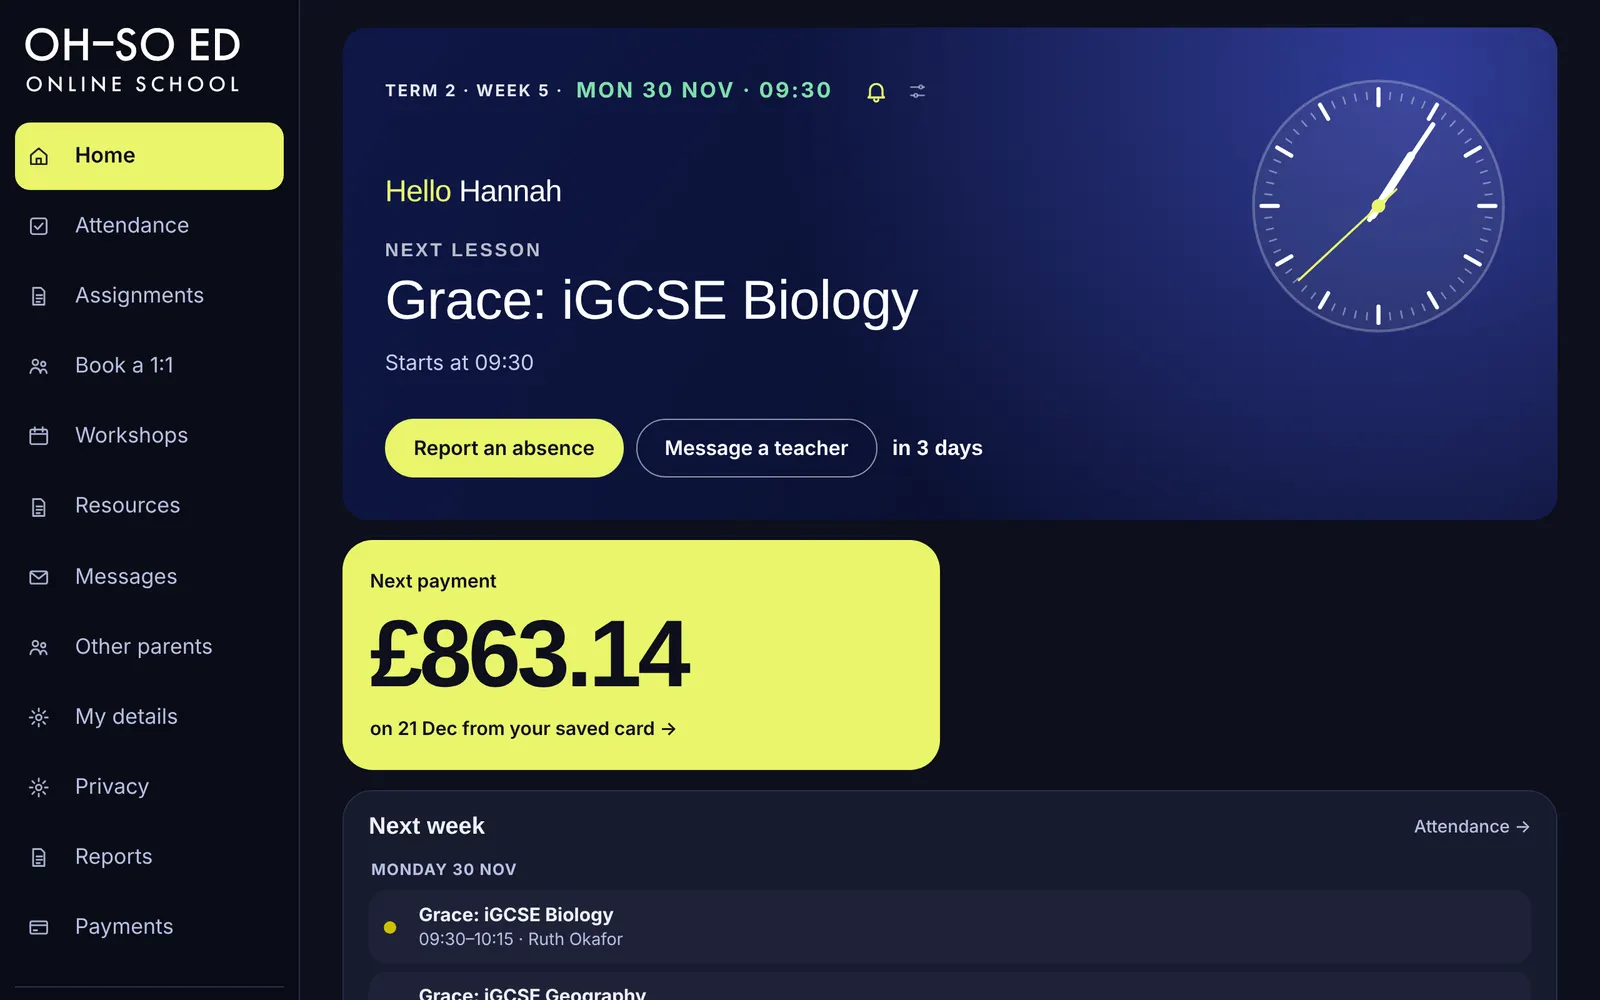 OH-SO ED
ONLINE SCHOOL
Home
Attendance
Assignments
Book a 1:1
Workshops
Resources
Messages
Other parents
My details
Privacy
Reports
Payments
TERM 2 · WEEK 5 · MON 30 NOV · 09:30
Hello Hannah
NEXT LESSON
Grace: iGCSE Biology
Starts at 09:30
Report an absence
Message a teacher
in 3 days
Next payment
£863.14
on 21 Dec from your saved card →
Next week
Attendance →
MONDAY 30 NOV
Grace: iGCSE Biology
09:30–10:15 · Ruth Okafor
Grace: iGCSE Geography